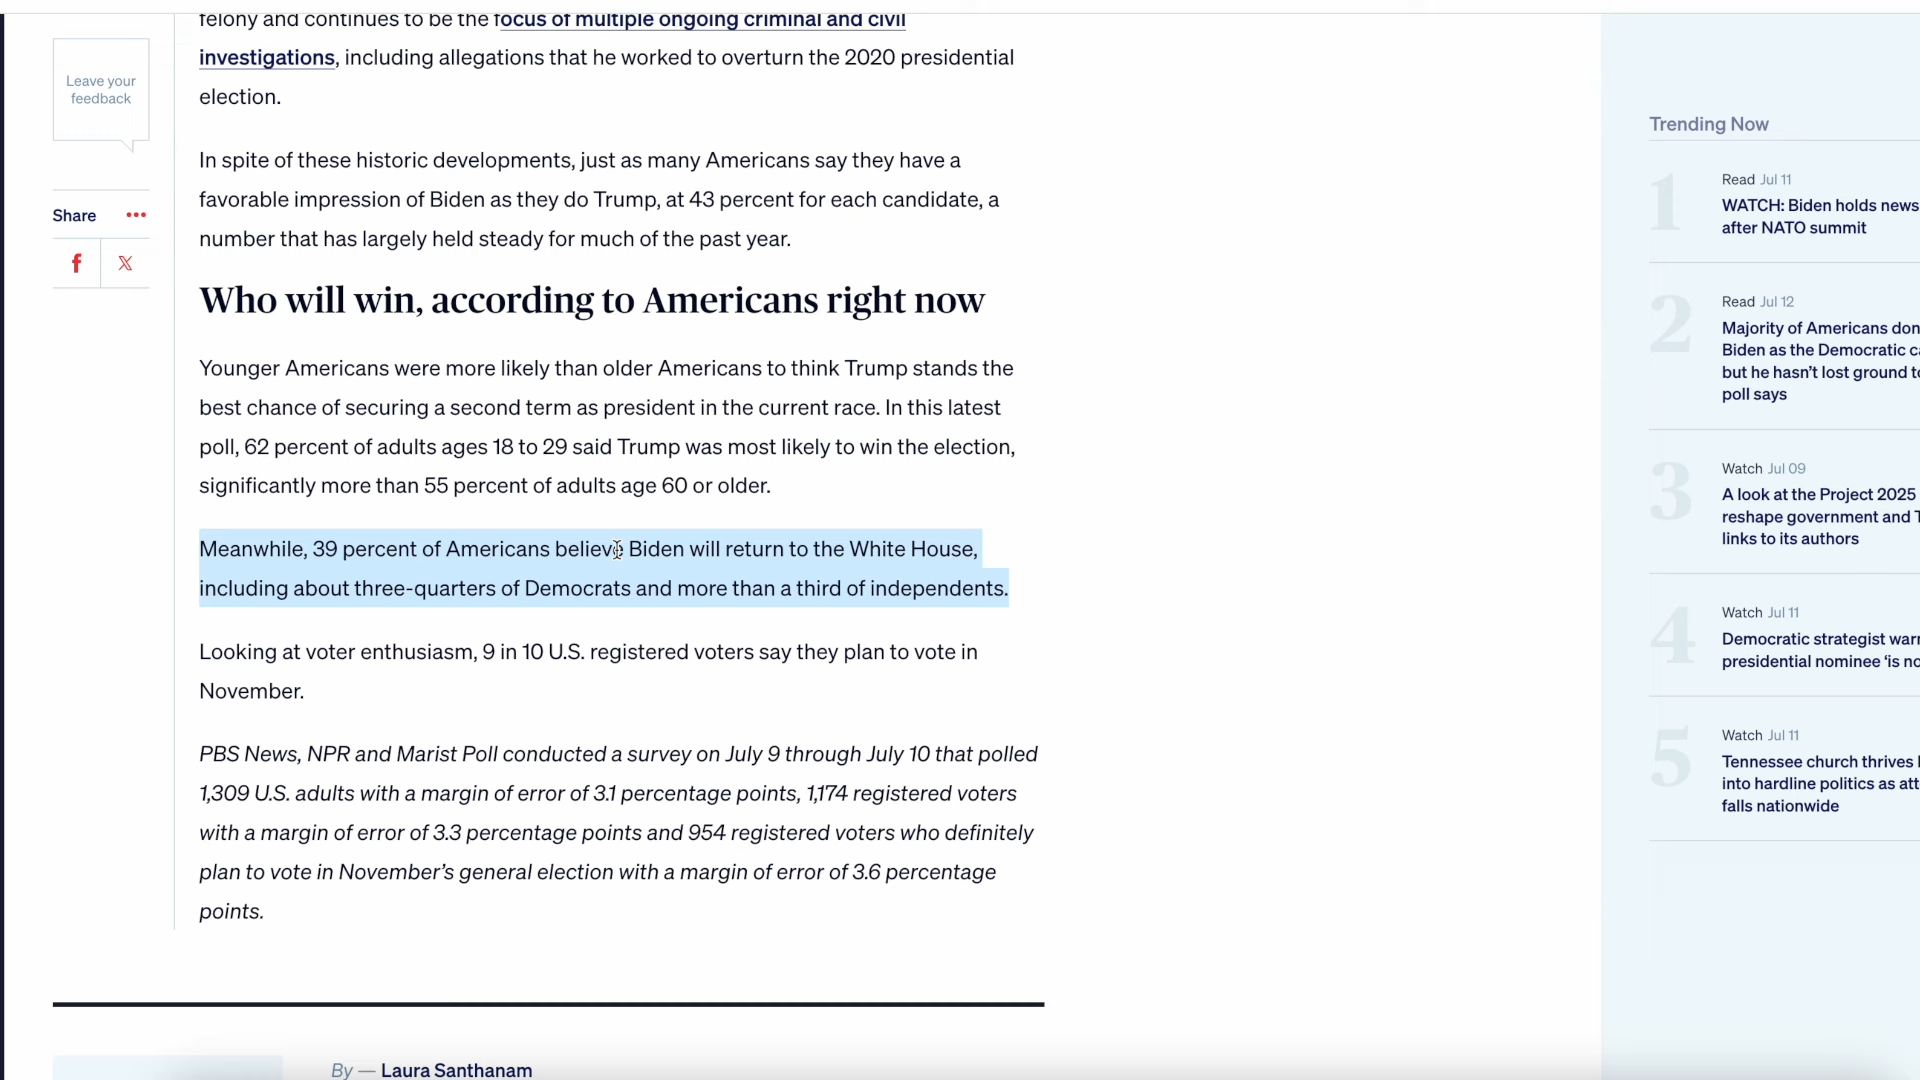 felony and continues to be the focus of multiple ongoing criminal and civil
investigations, including allegations that he worked to overturn the 2020 presidential
election.
In spite of these historic developments, just as many Americans say they have a
favorable impression of Biden as they do Trump, at 43 percent for each candidate, a
number that has largely held steady for much of the past year.
Who will win, according to Americans right now
Younger Americans were more likely than older Americans to think Trump stands the
best chance of securing a second term as president in the current race. In this latest
poll, 62 percent of adults ages 18 to 29 said Trump was most likely to win the election,
significantly more than 55 percent of adults age 60 or older.
Meanwhile, 39 percent of Americans believe Biden will return to the White House,
including about three-quarters of Democrats and more than a third of independents.
Looking at voter enthusiasm, 9 in 10 U.S. registered voters say they plan to vote in
November.
PBS News, NPR and Marist Poll conducted a survey on July 9 through July 10 that polled
1,309 U.S. adults with a margin of error of 3.1 percentage points, 1,174 registered voters
with a margin of error of 3.3 percentage points and 954 registered voters who definitely
plan to vote in November’s general election with a margin of error of 3.6 percentage
points.
By — Laura Santhanam
Leave your
feedback
Share
Trending Now
1
Read Jul 11
WATCH: Biden holds news
after NATO summit
2
Read Jul 12
Majority of Americans don
Biden as the Democratic ca
but he hasn’t lost ground to
poll says
3
Watch Jul 09
A look at the Project 2025
reshape government and T
links to its authors
4
Watch Jul 11
Democratic strategist warn
presidential nominee ‘is no
5
Watch Jul 11
Tennessee church thrives
into hardline politics as att
falls nationwide